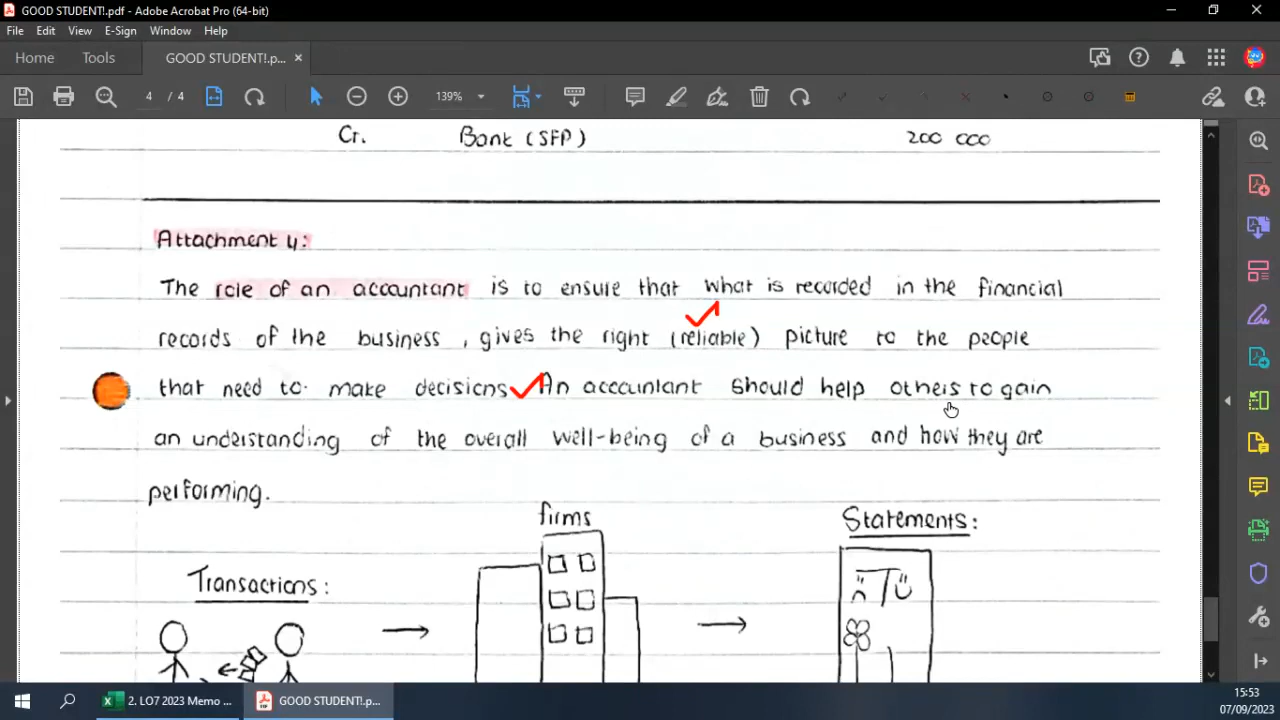 GOOD STUDENT!.pdf - Adobe Acrobat Pro (64-bit)
File Edit View E-Sign Window Help
Home Tools GOOD STUDENT!.p... ×
4 / 4 139%
Cr. Bank (SFP) 200 000
Attachment 4:
The role of an accountant is to ensure that what is recorded in the financial
records of the business, gives the right (reliable) picture to the people
that need to make decisions An accountant should help others to gain
an understanding of the overall well-being of a business and how they are
performing.
firms
Statements:
Transactions:
2. LO7 2023 Memo ... GOOD STUDENT!.p...
15:53
07/09/2023